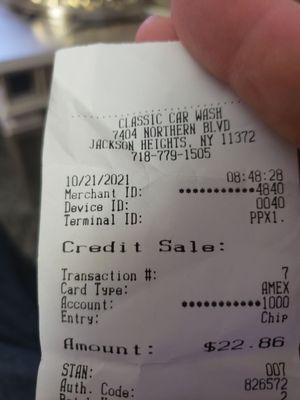 CLASSIC CAR WASH
7404 NORTHERN BLVD
JACKSON HEIGHTS, NY 11372
718-779-1505
10/21/2021 08:48:28
Merchant ID: ••••••••••••4840
Device ID: 0040
Terminal ID: PPX1.
Credit Sale:
Transaction #: 7
Card Type: AMEX
Account: ••••••••••••1000
Entry: Chip
Amount: $22.86
STAN: 007
Auth. Code: 826572
2